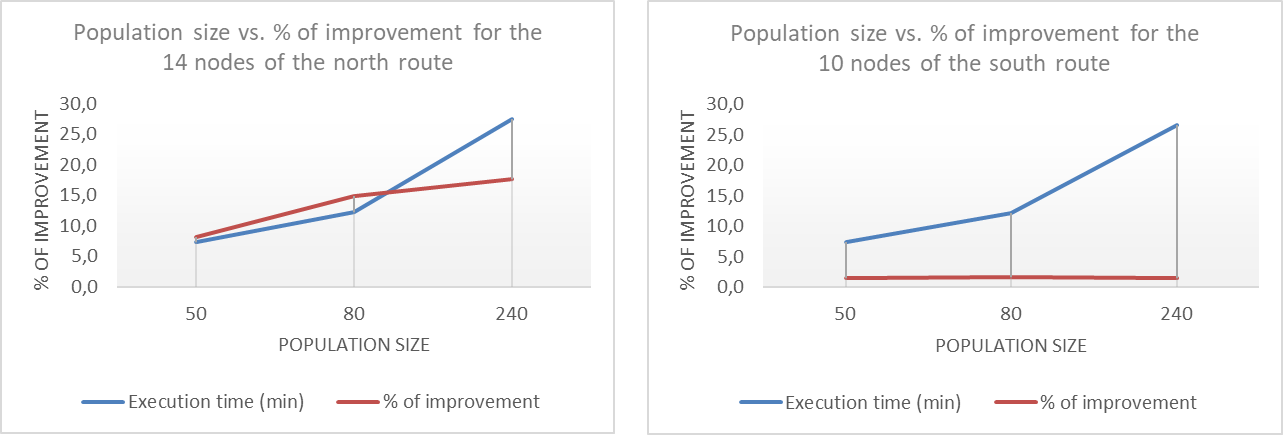 Population size vs. % of improvement for the
14 nodes of the north route
30,0
25,0
20,0
15,0
10,0
5,0
0,0
% OF IMPROVEMENT
50
80
240
POPULATION SIZE
Execution time (min)
% of improvement
Population size vs. % of improvement for the
10 nodes of the south route
30,0
25,0
20,0
15,0
10,0
5,0
0,0
% OF IMPROVEMENT
50
80
240
POPULATION SIZE
Execution time (min)
% of improvement